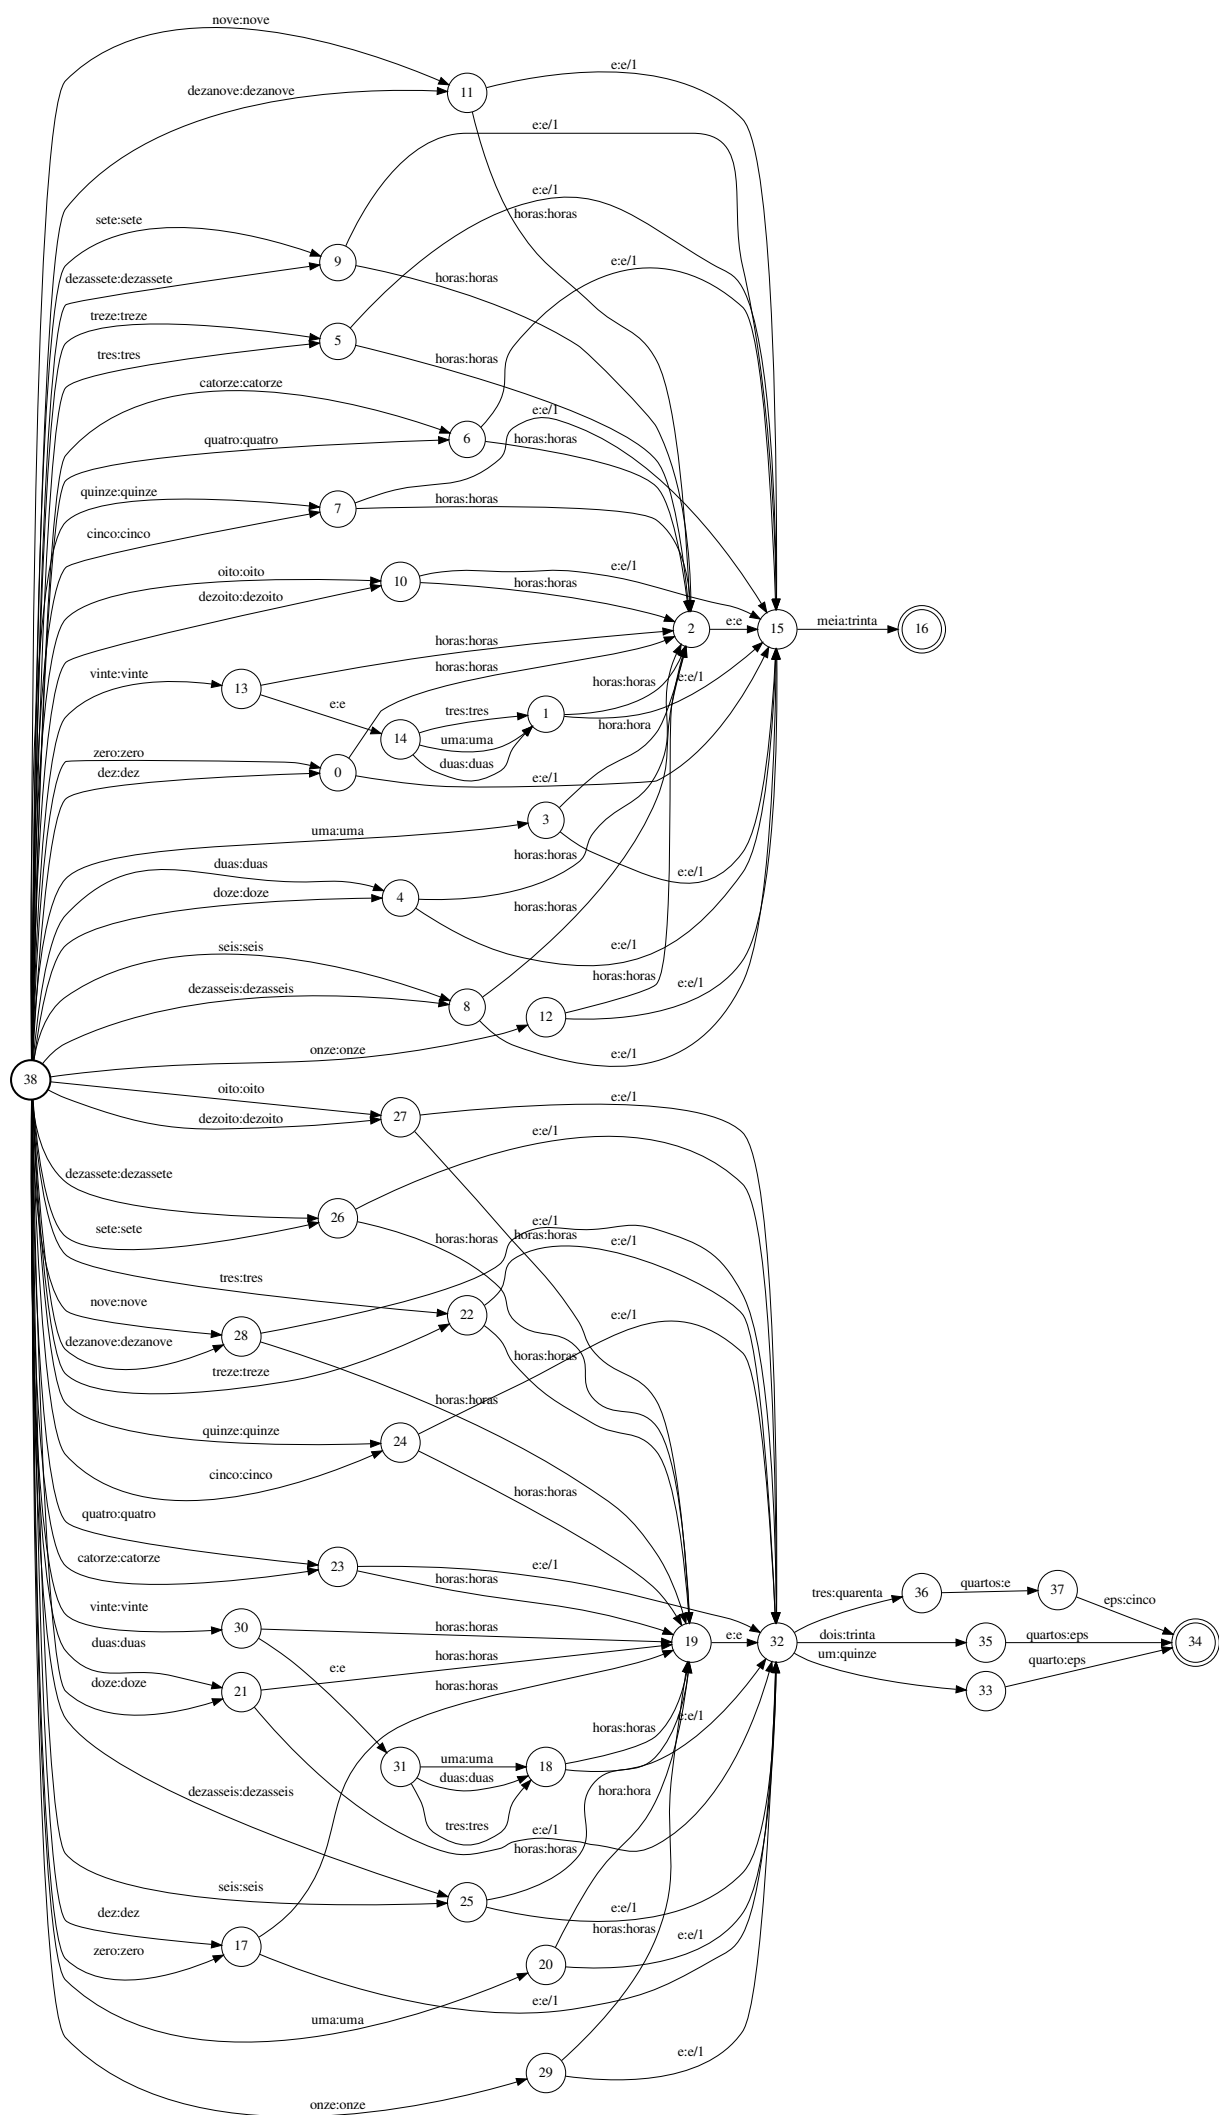 nove:nove
e:e/1
dezanove:dezanove
11
e:e/1
e:e/1
horas:horas
sete:sete
9
e:e/1
dezassete:dezassete
horas:horas
treze:treze
5
tres:tres
horas:horas
catorze:catorze
e:e/1
quatro:quatro
6
horas:horas
quinze:quinze
horas:horas
7
cinco:cinco
oito:oito
e:e/1
10
horas:horas
dezoito:dezoito
2
e:e
15
meia:trinta
16
horas:horas
vinte:vinte
horas:horas
13
horas:horas
e:e/1
e:e
tres:tres
1
14
uma:uma
hora:hora
zero:zero
duas:duas
dez:dez
0
e:e/1
3
uma:uma
horas:horas
duas:duas
e:e/1
doze:doze
4
horas:horas
seis:seis
e:e/1
horas:horas
dezasseis:dezasseis
e:e/1
8
12
onze:onze
e:e/1
38
oito:oito
e:e/1
27
dezoito:dezoito
e:e/1
dezassete:dezassete
26
e:e/1
sete:sete
horas:horas
horas:horas
e:e/1
tres:tres
nove:nove
22
e:e/1
dezanove:dezanove
28
horas:horas
treze:treze
horas:horas
quinze:quinze
24
cinco:cinco
horas:horas
quatro:quatro
catorze:catorze
23
e:e/1
horas:horas
tres:quarenta
36
quartos:e
37
eps:cinco
vinte:vinte
30
horas:horas
19
e:e
32
dois:trinta
35
quartos:eps
34
duas:duas
horas:horas
um:quinze
quarto:eps
doze:doze
e:e
21
horas:horas
33
e:e/1
horas:horas
31
uma:uma
18
duas:duas
hora:hora
dezasseis:dezasseis
tres:tres
e:e/1
horas:horas
seis:seis
25
e:e/1
dez:dez
horas:horas
e:e/1
zero:zero
17
20
e:e/1
uma:uma
e:e/1
29
onze:onze